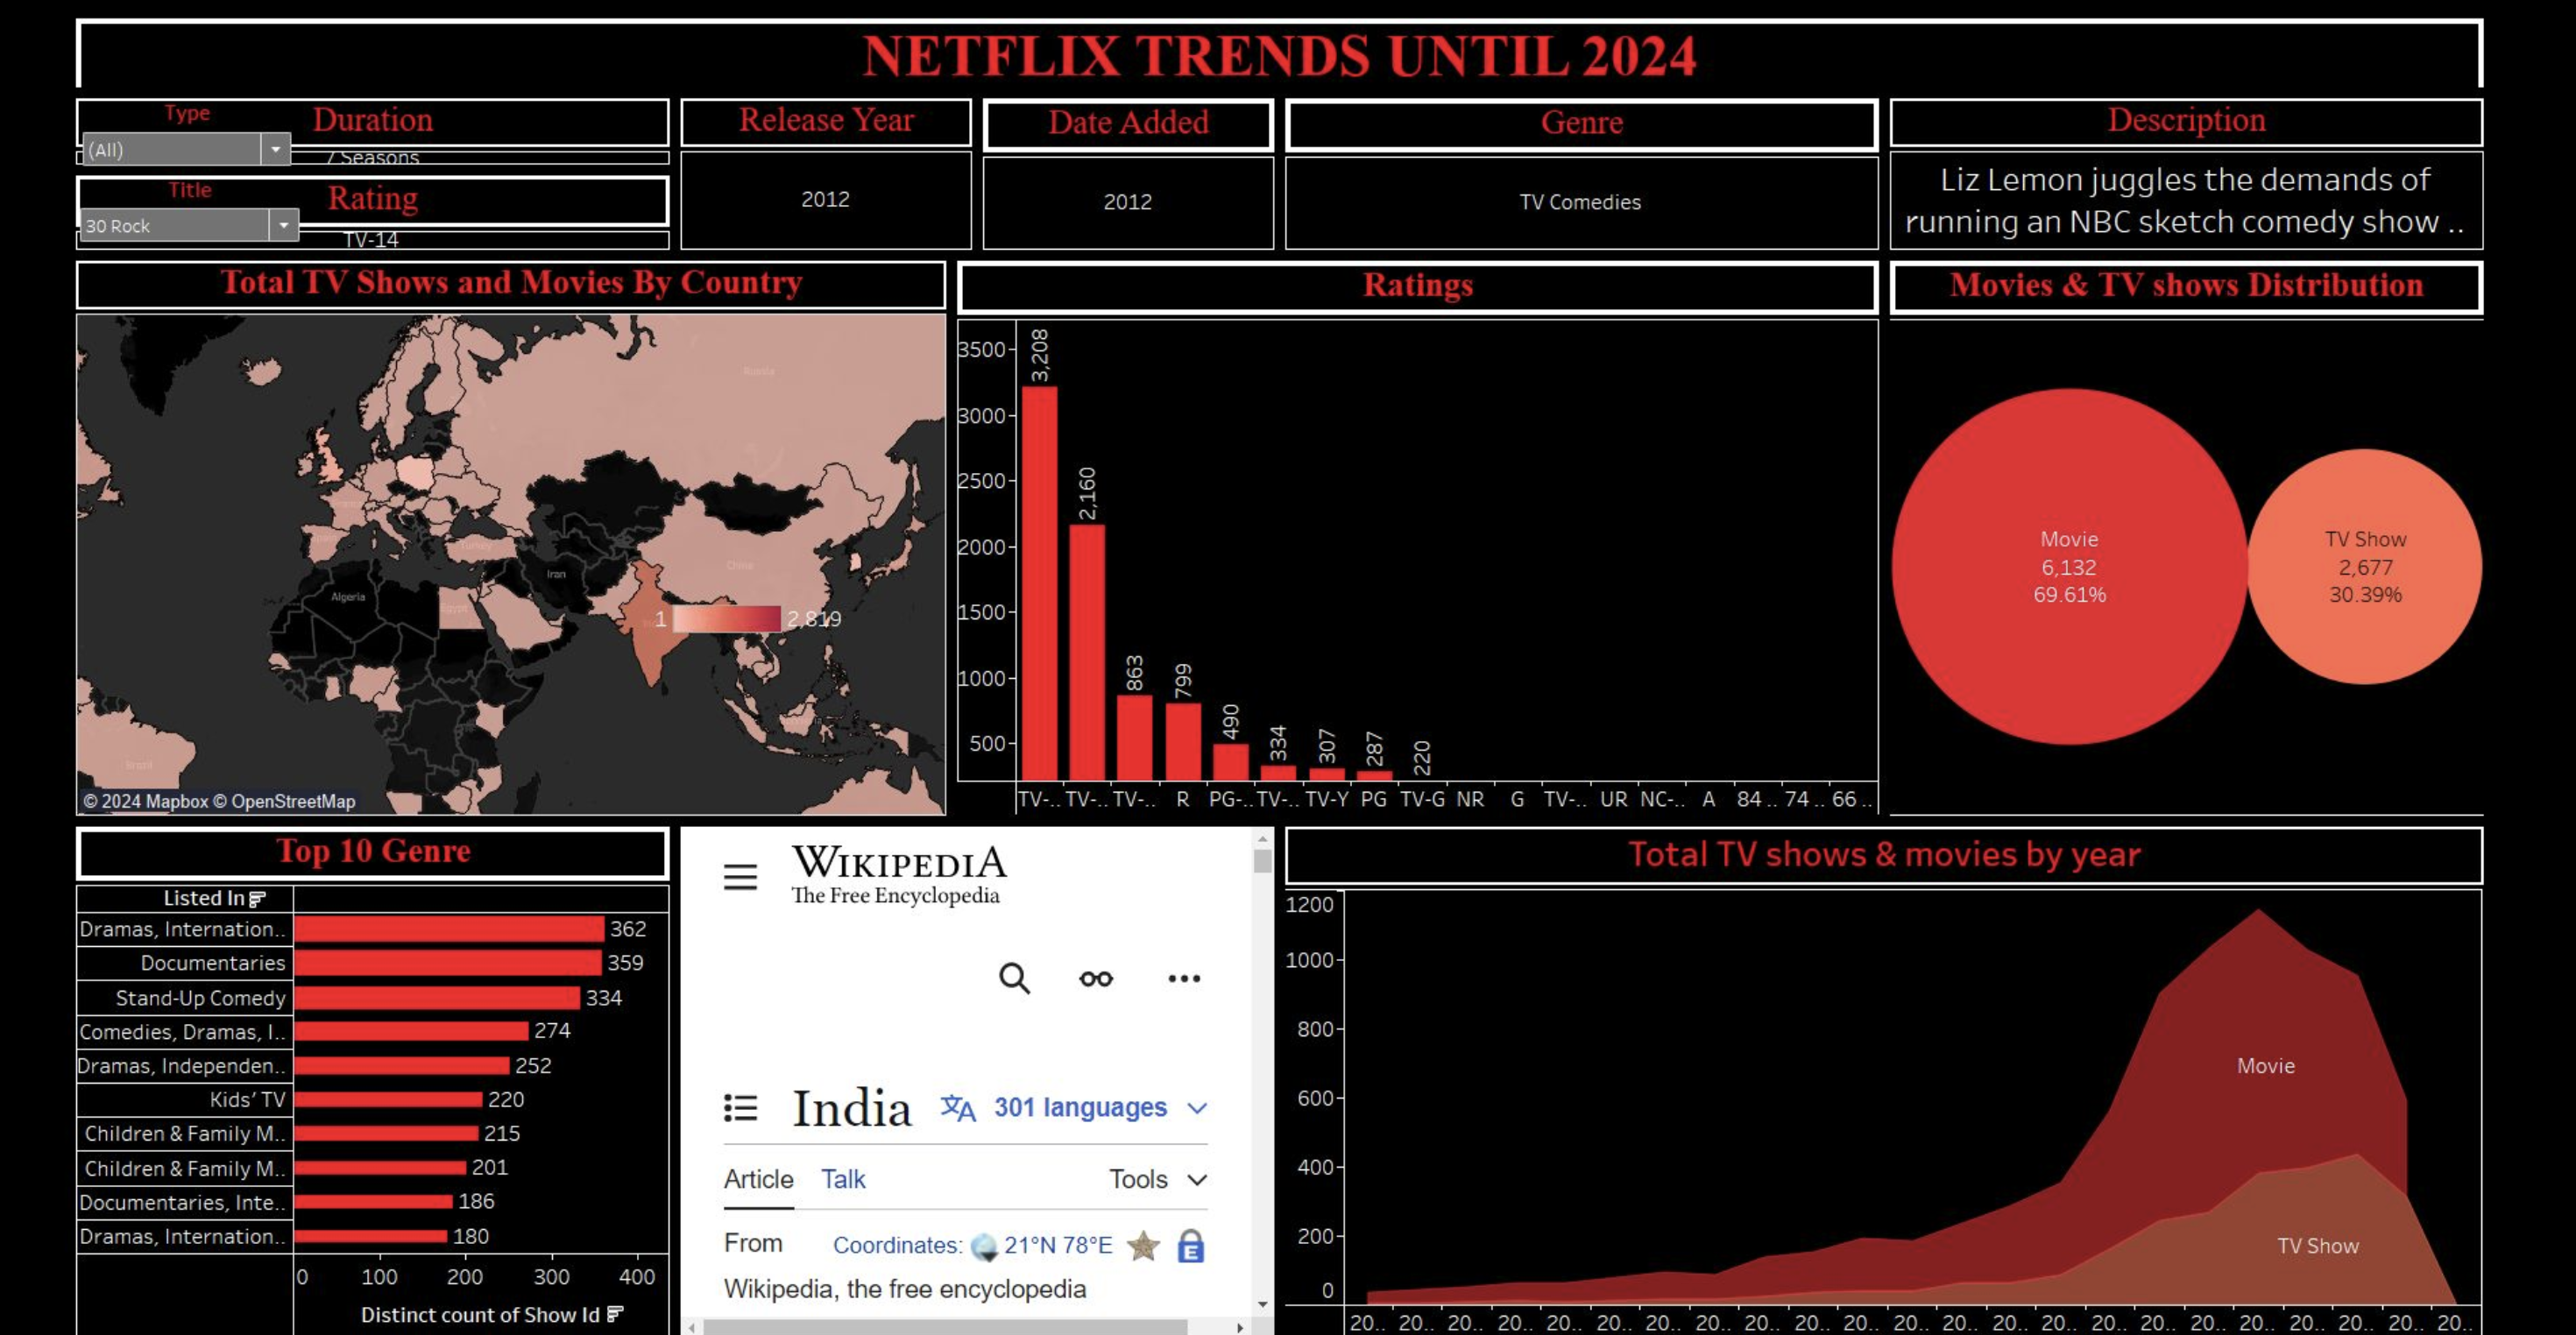 NETFLIX TRENDS UNTIL 2024
Type
(All)
Duration
7 Seasons
Title
30 Rock
Rating
TV-14
Release Year
2012
Date Added
2012
Genre
TV Comedies
Description
Liz Lemon juggles the demands of
running an NBC sketch comedy show ..
Total TV Shows and Movies By Country
Russia
Turkey
Iran
China
Algeria
Egypt
Brazil
1
2,819
© 2024 Mapbox © OpenStreetMap
Ratings
3500
3000
2500
2000
1500
1000
500
3,208
2,160
863
799
490
334
307
287
220
TV-.. TV-.. TV-.. R PG-.. TV-.. TV-Y PG TV-G NR G TV-.. UR NC-.. A 84 .. 74 .. 66 ..
Movies & TV shows Distribution
Movie
6,132
69.61%
TV Show
2,677
30.39%
Top 10 Genre
Listed In
Dramas, Internation.. 362
Documentaries 359
Stand-Up Comedy 334
Comedies, Dramas, I.. 274
Dramas, Independen.. 252
Kids' TV 220
Children & Family M.. 215
Children & Family M.. 201
Documentaries, Inte.. 186
Dramas, Internation.. 180
0 100 200 300 400
Distinct count of Show Id
WIKIPEDIA
The Free Encyclopedia
India 301 languages
Article Talk Tools
From Coordinates: 21°N 78°E
Wikipedia, the free encyclopedia
Total TV shows & movies by year
1200
1000
800
600
400
200
0
Movie
TV Show
20.. 20.. 20.. 20.. 20.. 20.. 20.. 20.. 20.. 20.. 20.. 20.. 20.. 20.. 20.. 20.. 20.. 20.. 20.. 20.. 20.. 20.. 20..